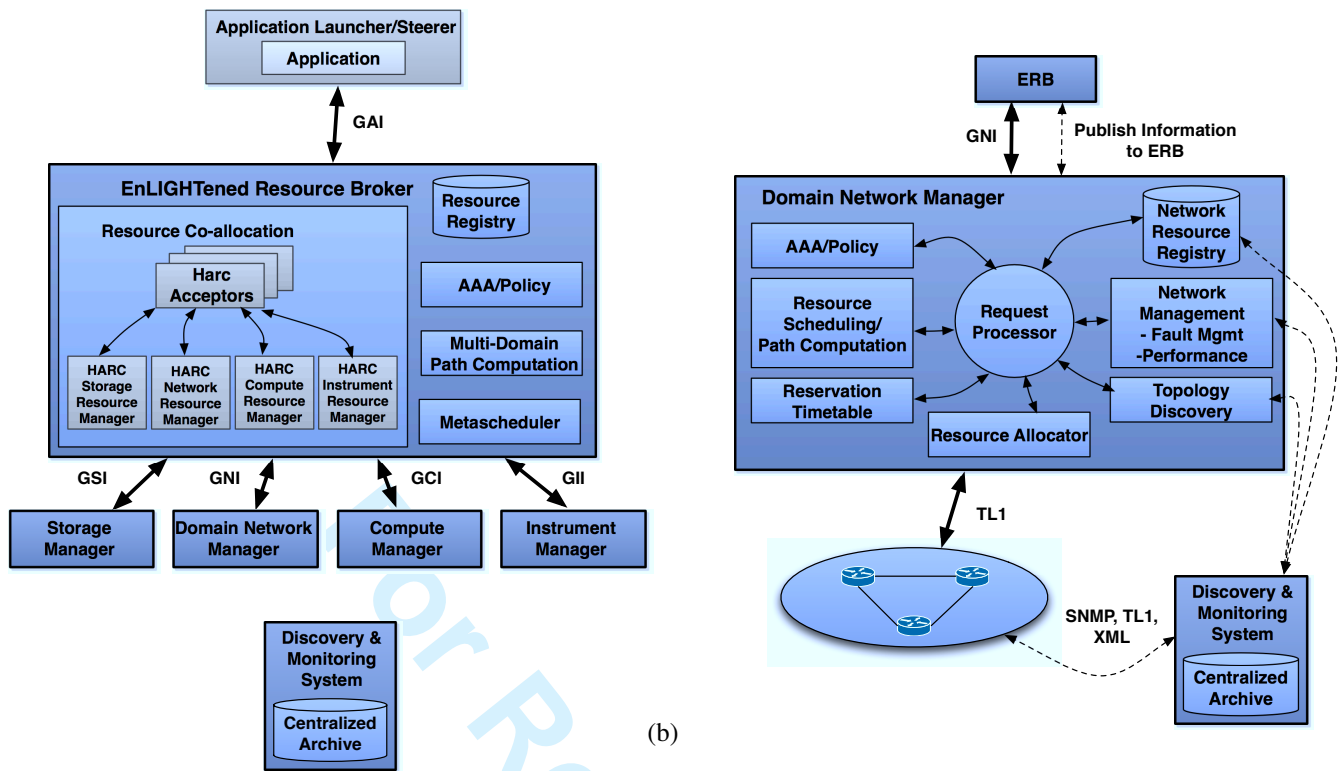 Application Launcher/Steerer
Application
GAI
EnLIGHTened Resource Broker
Resource
Registry
Resource Co-allocation
Harc
Acceptors
AAA/Policy
Multi-Domain
Path Computation
Metascheduler
HARC
Storage
Resource
Manager
HARC
Network
Resource
Manager
HARC
Compute
Resource
Manager
HARC
Instrument
Resource
Manager
GSI
GNI
GCI
GII
Storage
Manager
Domain Network
Manager
Compute
Manager
Instrument
Manager
Discovery &
Monitoring
System
Centralized
Archive
For Re
(b)
ERB
GNI
Publish Information
to ERB
Domain Network Manager
Network
Resource
Registry
AAA/Policy
Request
Processor
Resource
Scheduling/
Path Computation
Network
Management
- Fault Mgmt
-Performance
Reservation
Timetable
Topology
Discovery
Resource Allocator
TL1
SNMP, TL1,
XML
Discovery &
Monitoring
System
Centralized
Archive